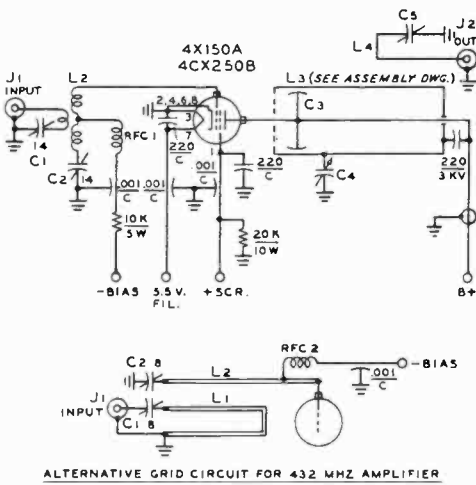 C5
J2
OUT
L4
4X150A
4CX250B
J1
INPUT
L2
L3 (SEE ASSEMBLY DWG.)
2,4,6,8
3
C3
14
C1
RFC 1
7
1
220
C
.001
C
220
C
C4
220
3 KV
C2
14
.001
C
.001
C
10K
5W
20K
10W
-BIAS
5.5V.
FIL.
+SCR.
B+
RFC 2
C2 8
L2
-BIAS
.001
C
J1
INPUT
L1
C1 8
ALTERNATIVE GRID CIRCUIT FOR 432 MHZ AMPLIFIER